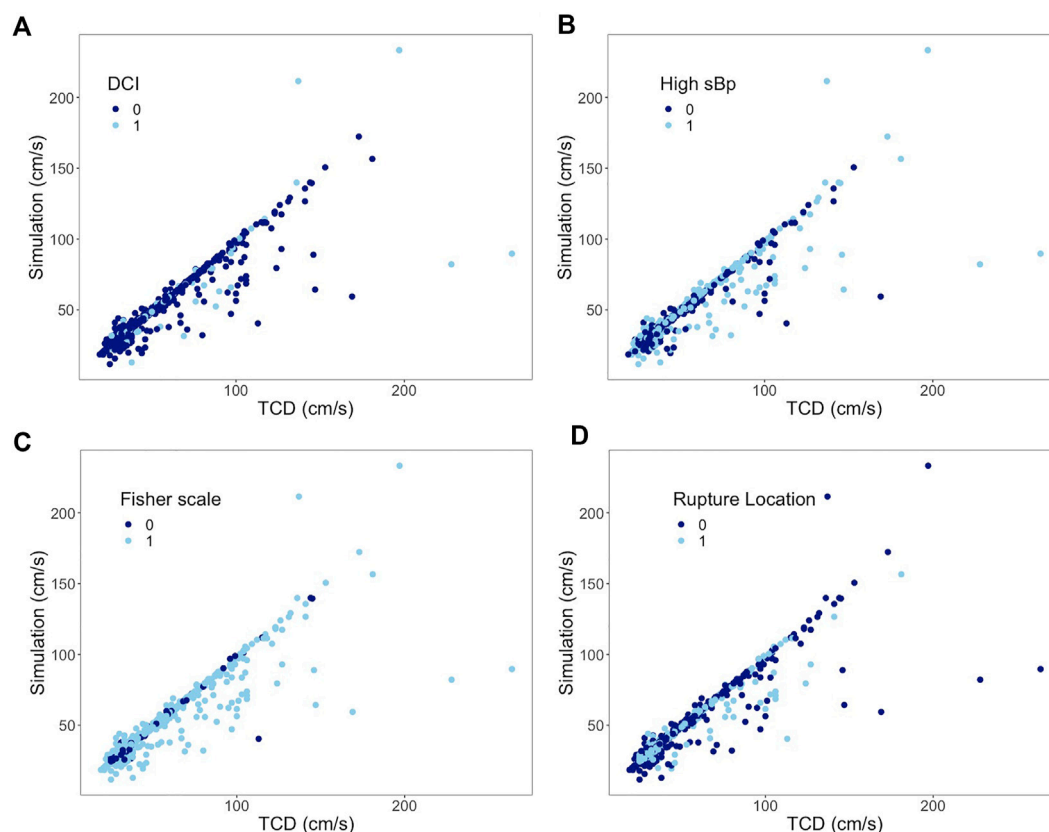 A
DCI
0
1
200
150
100
50
Simulation (cm/s)
100 200
TCD (cm/s)
B
High sBp
0
1
200
150
100
50
Simulation (cm/s)
100 200
TCD (cm/s)
C
Fisher scale
0
1
200
150
100
50
Simulation (cm/s)
100 200
TCD (cm/s)
D
Rupture Location
0
1
200
150
100
50
Simulation (cm/s)
100 200
TCD (cm/s)